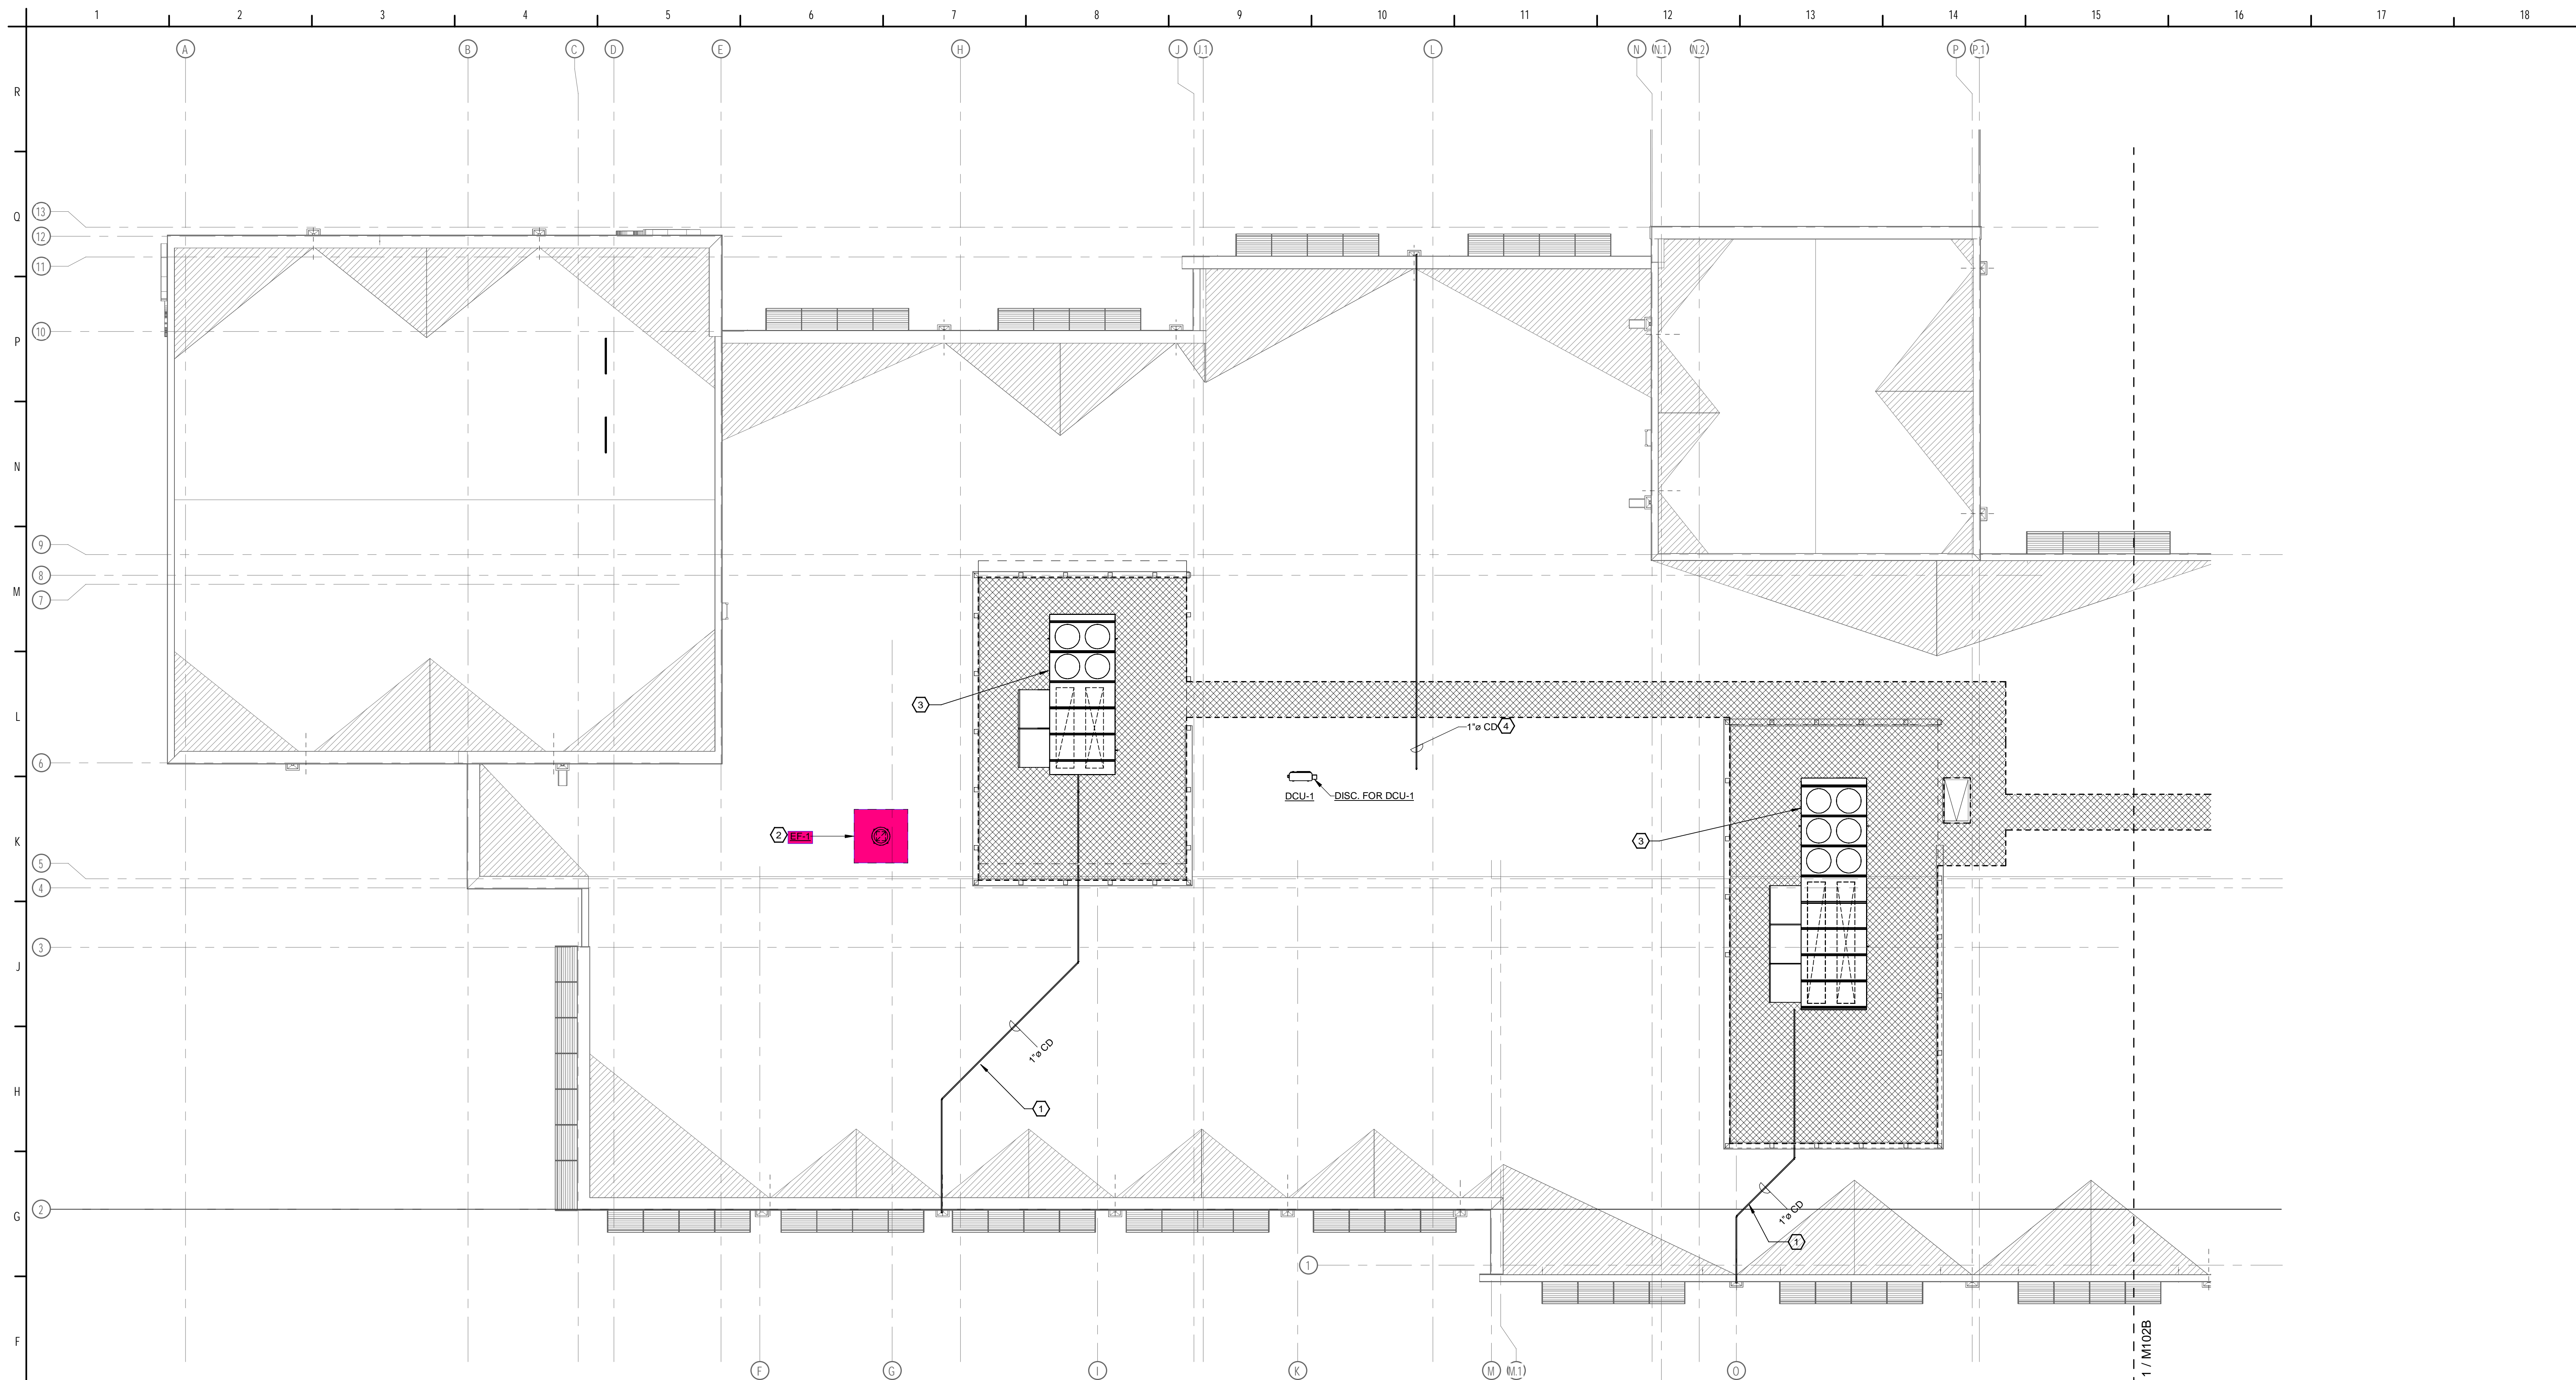 1 2 3 4 5 6 7 8 9 10 11 12 13 14 15 16 17 18
A B C D E H J J.1 L N N.1 N.2 P P.1
R
Q
13
12
11
10
P
N
9
8
M
7
3
L
1"ø CD 4
6
DCU-1 DISC. FOR DCU-1
2 EF-1
K
3
5
4
3
J
1"ø CD
H
1
2
G
1"ø CD
1
1
F
1 / M102B
F G I K M M.1 O